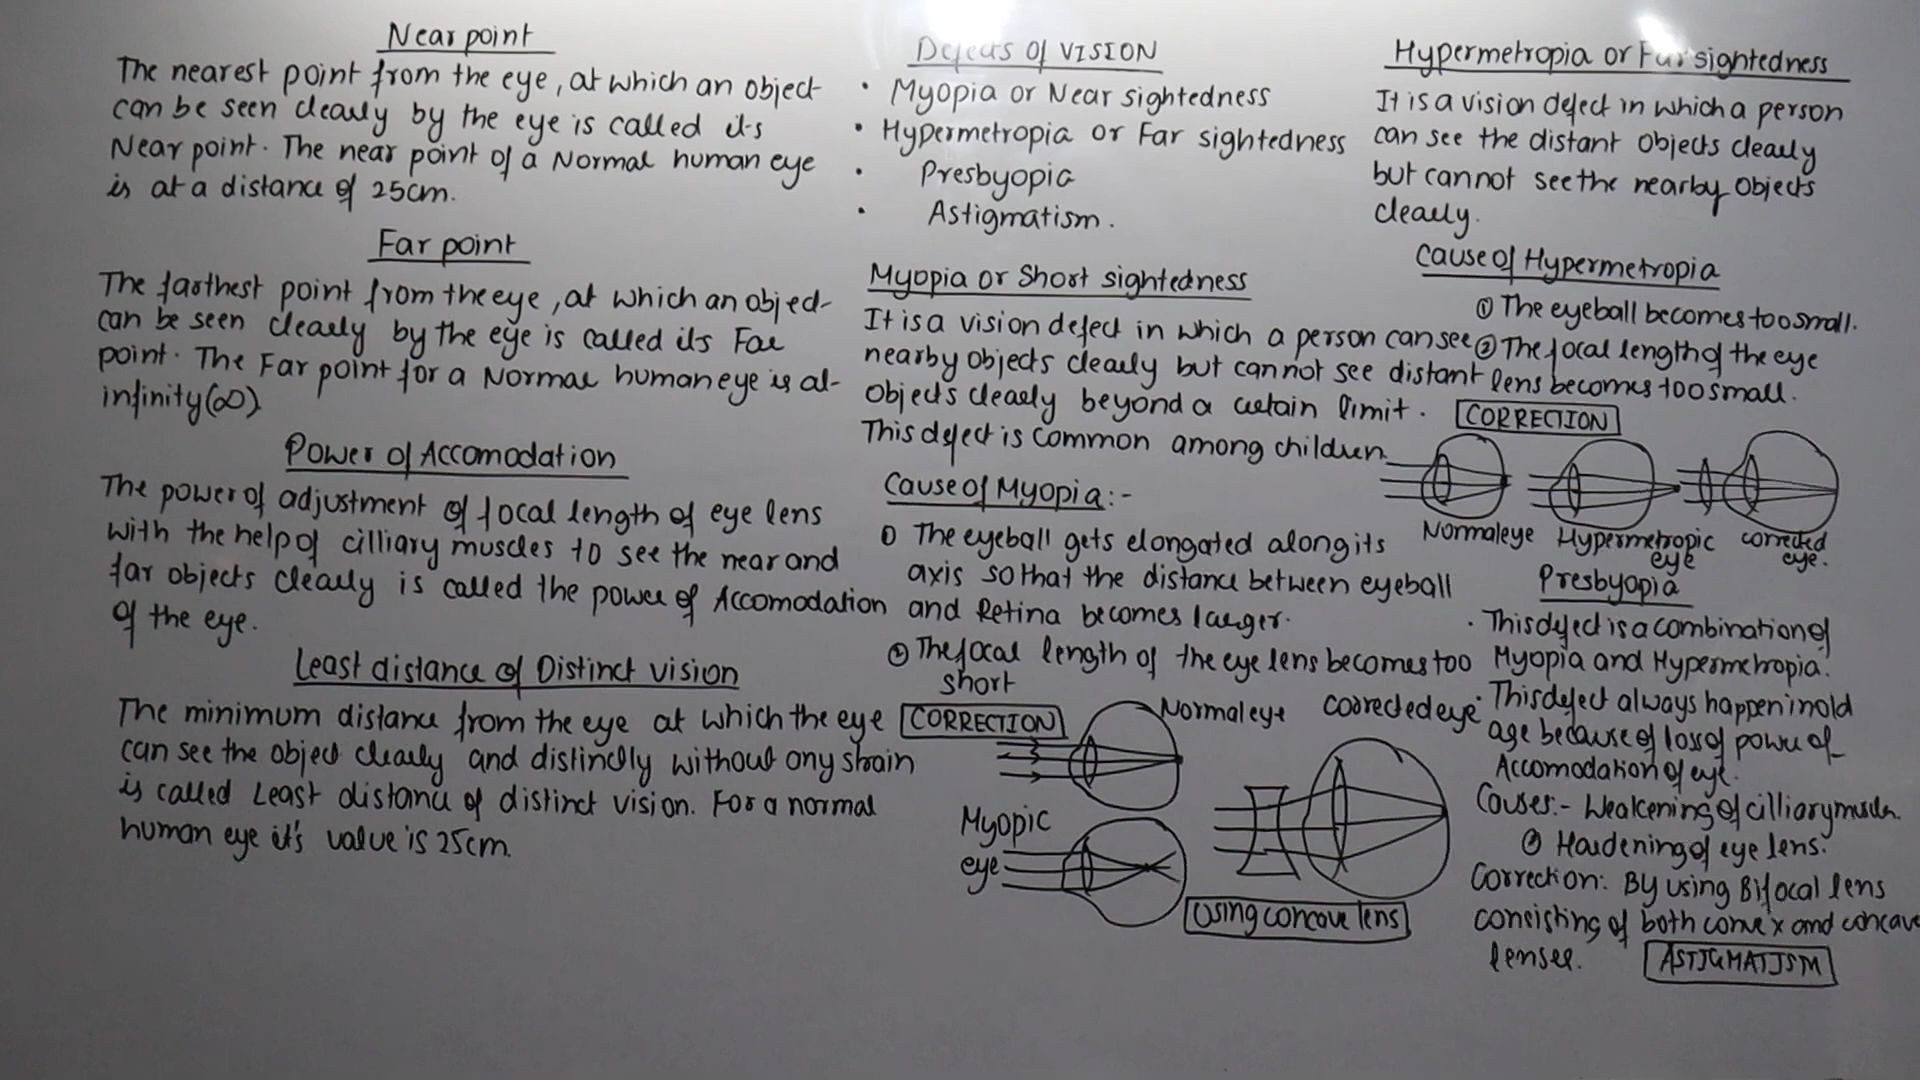 Near point
The nearest point from the eye, at which an object
can be seen clearly by the eye is called its
Near point. The near point of a Normal human eye
is at a distance of 25cm.
Far point
The farthest point from the eye, at which an object
can be seen clearly by the eye is called its Far
point. The Far point for a Normal human eye is at
infinity(∞)
Power of Accomodation
The power of adjustment of focal length of eye lens
with the help of cilliary muscles to see the near and
far objects clearly is called the power of Accomodation
of the eye.
Least distance of Distinct vision
The minimum distance from the eye at which the eye
can see the object clearly and distinctly without any strain
is called Least distance of distinct vision. For a normal
human eye it's value is 25cm.
Defects Of VISION
• Myopia or Near sightedness
• Hypermetropia or Far sightedness
• Presbyopia
• Astigmatism.
Myopia or Short sightedness
It is a vision defect in which a person can see
nearby objects clearly but cannot see distant
objects clearly beyond a certain limit.
This defect is common among children
Cause of Myopia:-
① The eyeball gets elongated along its
axis so that the distance between eyeball
and Retina becomes larger.
② The focal length of the eye lens becomes too
short
CORRECTION
Normal eye
corrected eye
Myopic
eye
Using concave lens
Hypermetropia or Far sightedness
It is a vision defect in which a person
can see the distant objects clearly
but cannot see the nearby objects
clearly.
Cause of Hypermetropia
① The eyeball becomes too small.
② The focal length of the eye
lens becomes too small.
CORRECTION
Normal eye
Hypermetropic
eye
corrected
eye.
Presbyopia
• This defect is a combination of
Myopia and Hypermetropia.
• This defect always happen in old
age because of loss of power of
Accomodation of eye.
Causes:- Weakening of cilliary muscles.
② Hardening of eye lens.
Correction: By using Bifocal lens
consisting of both convex and concave
lenses.
ASTIGMATISM